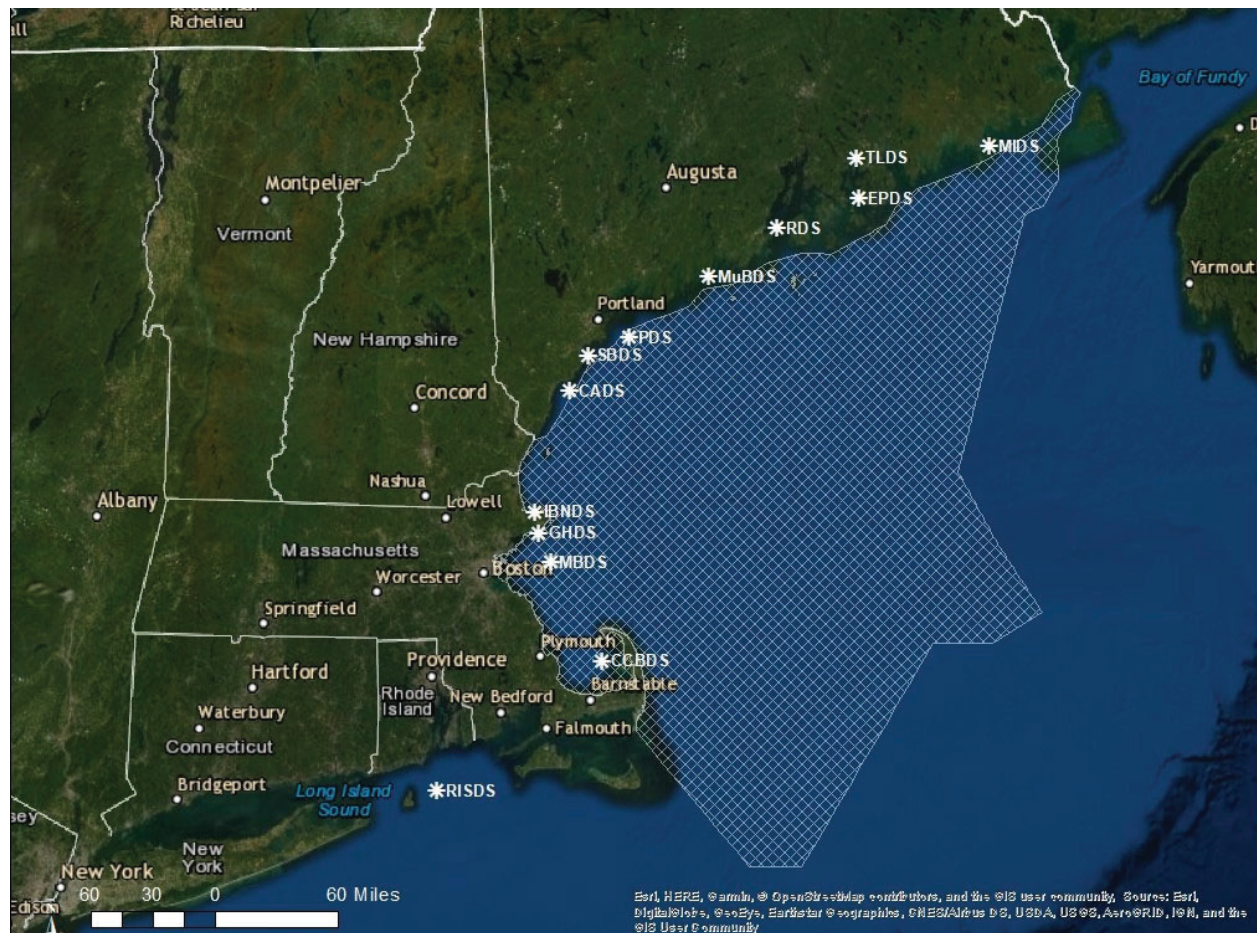 Richelieu
Bay of Fundy
MIDS
TLDS
Augusta
Montpelier
EPDS
Vermont
RDS
Yarmout
MuBDS
Portland
New Hampshire
PDS
SBDS
Concord
CADS
Nashua
Albany
Lowell
IBNDS
GHDS
Massachusetts
MBDS
Boston
Worcester
Springfield
Plymouth
Providence
CCBDS
Hartford
Barnstable
Rhode
Island
New Bedford
Waterbury
Falmouth
Connecticut
Bridgeport
Long Island
Sound
RISDS
sey
New
York
New York
60 30 0 60 Miles
Edison
Esri, HERE, Garmin, © OpenStreetMap contributors, and the GIS user community, Source: Esri,
DigitalGlobe, GeoEye, Earthstar Geographics, CNES/Airbus DS, USDA, USGS, AeroGRID, IGN, and the
GIS User Community